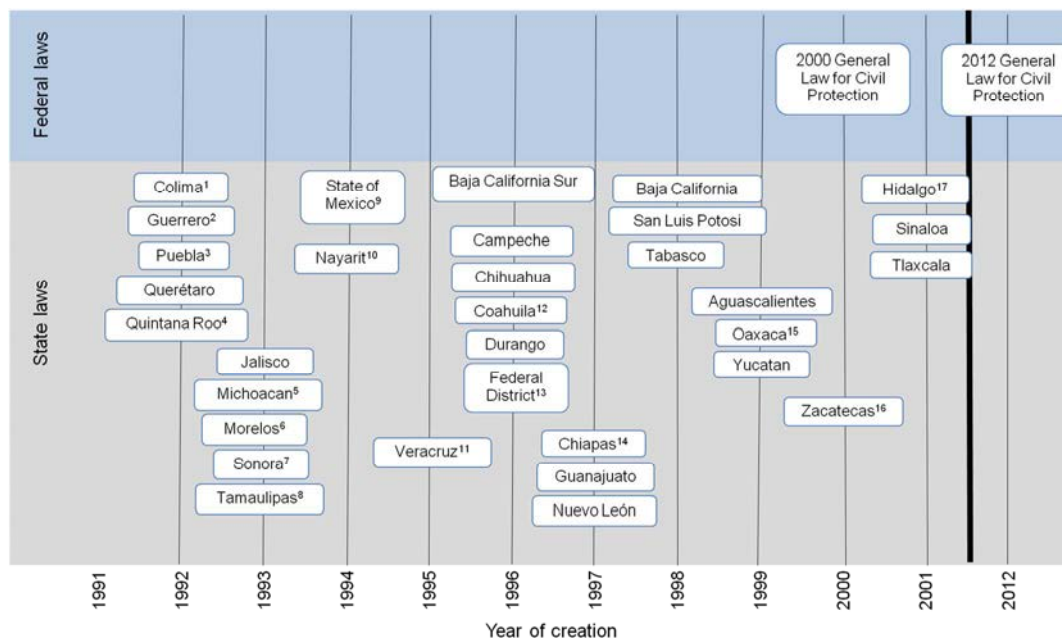 Federal laws
2000 General
Law for Civil
Protection
2012 General
Law for Civil
Protection
State laws
Colima¹
Guerrero²
Puebla³
Querétaro
Quintana Roo⁴
Jalisco
Michoacan⁵
Morelos⁶
Sonora⁷
Tamaulipas⁸
State of
Mexico⁹
Nayarit¹⁰
Veracruz¹¹
Baja California Sur
Campeche
Chihuahua
Coahuila¹²
Durango
Federal
District¹³
Chiapas¹⁴
Guanajuato
Nuevo León
Baja California
San Luis Potosi
Tabasco
Aguascalientes
Oaxaca¹⁵
Yucatan
Zacatecas¹⁶
Hidalgo¹⁷
Sinaloa
Tlaxcala
1991
1992
1993
1994
1995
1996
1997
1998
1999
2000
2001
2012
Year of creation